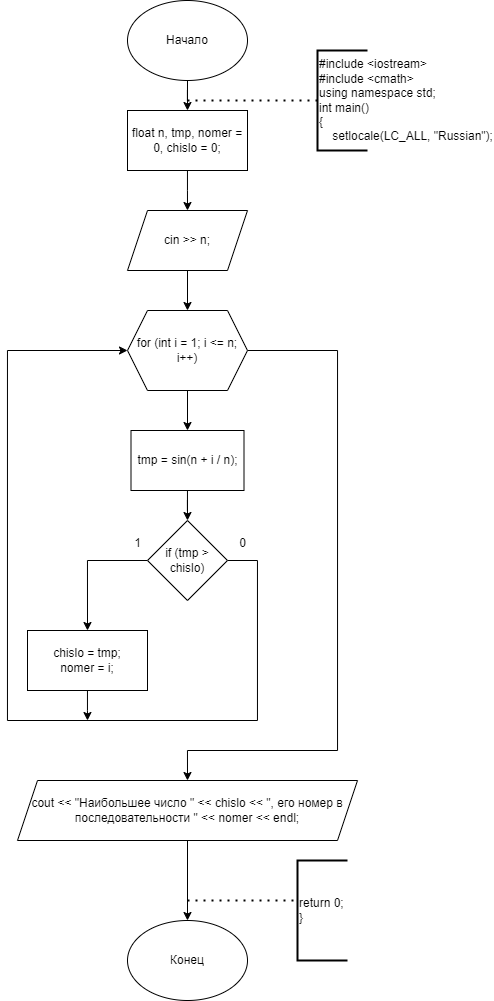 Начало
#include <iostream>
#include <cmath>
using namespace std;
int main()
{
setlocale(LC_ALL, "Russian");
float n, tmp, nomer =
0, chislo = 0;
cin >> n;
for (int i = 1; i <= n;
i++)
tmp = sin(n + i / n);
1
if (tmp >
chislo)
0
chislo = tmp;
nomer = i;
cout << "Наибольшее число " << chislo << ", его номер в
последовательности " << nomer << endl;
return 0;
}
Конец